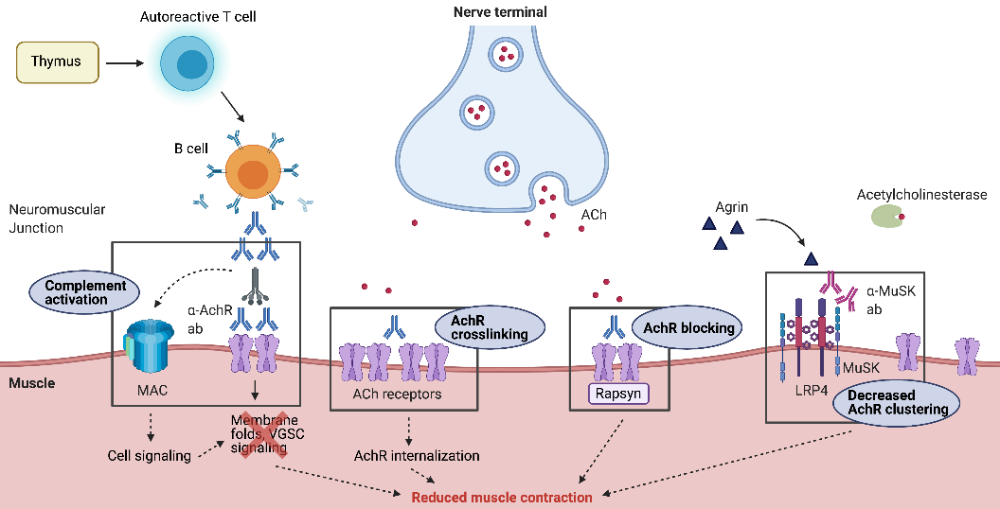 Nerve terminal
Autoreactive T cell
Thymus
B cell
Neuromuscular
Junction
ACh
Agrin
Acetylcholinesterase
Complement
activation
α-AchR
ab
MAC
AchR
crosslinking
ACh receptors
AchR blocking
Rapsyn
α-MuSK
ab
MuSK
LRP4
Decreased
AchR clustering
Muscle
Membrane
folds, VGSC
signaling
Cell signaling
AchR internalization
Reduced muscle contraction